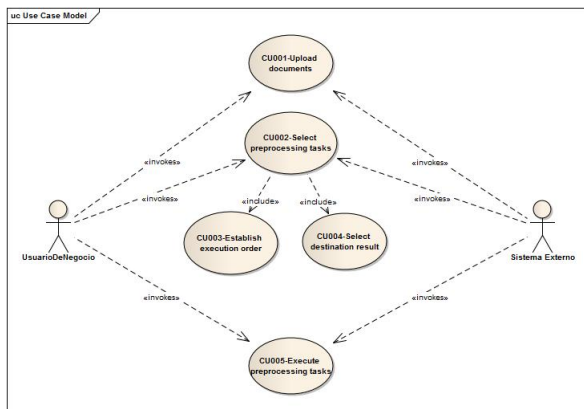 uc Use Case Model
CU001-Upload
documents
CU002-Select
preprocessing tasks
«invokes»
«invokes»
«invokes»
«invokes»
«include»
«include»
CU003-Establish
execution order
CU004-Select
destination result
UsuarioDeNegocio
Sistema Externo
«invokes»
«invokes»
CU005-Execute
preprocessing tasks